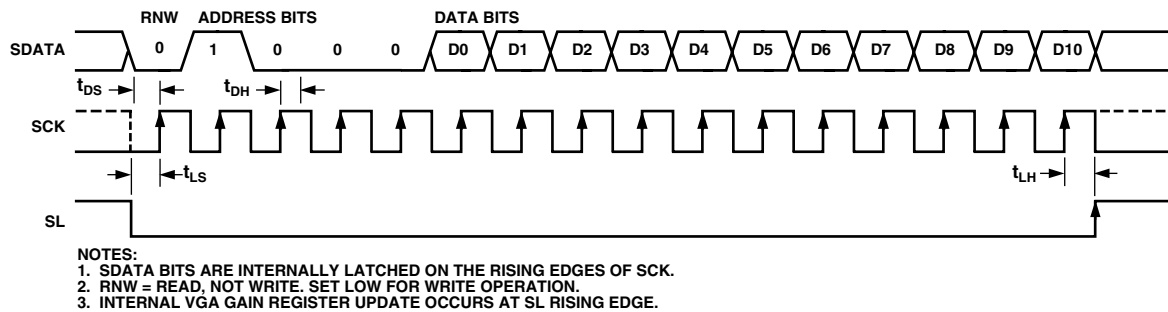 RNW ADDRESS BITS DATA BITS
SDATA 0 1 0 0 0 D0 D1 D2 D3 D4 D5 D6 D7 D8 D9 D10
tDS tDH
SCK
tLS tLH
SL
NOTES:
1. SDATA BITS ARE INTERNALLY LATCHED ON THE RISING EDGES OF SCK.
2. RNW = READ, NOT WRITE. SET LOW FOR WRITE OPERATION.
3. INTERNAL VGA GAIN REGISTER UPDATE OCCURS AT SL RISING EDGE.